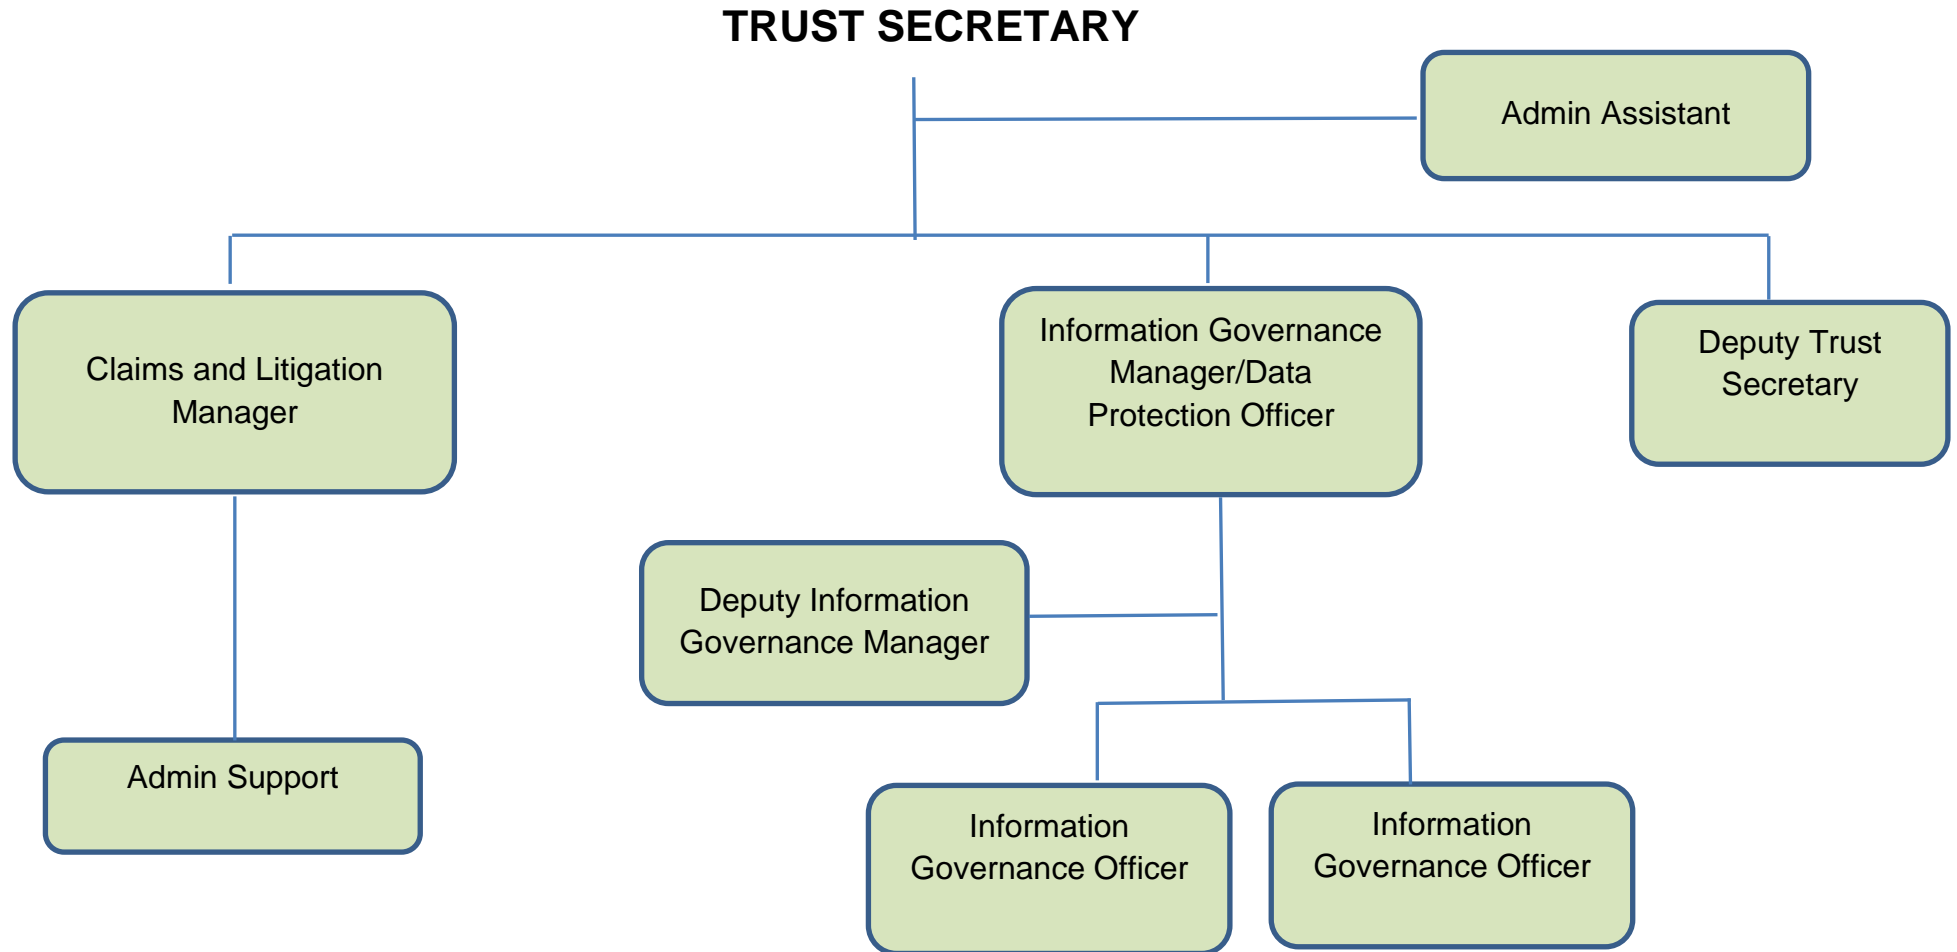 TRUST SECRETARY
Admin Assistant
Claims and Litigation
Manager
Information Governance
Manager/Data
Protection Officer
Deputy Trust
Secretary
Deputy Information
Governance Manager
Admin Support
Information
Governance Officer
Information
Governance Officer